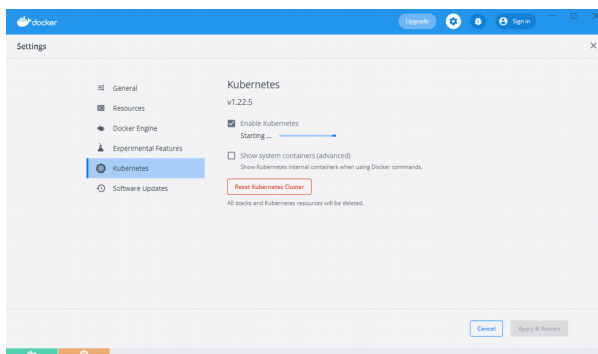 docker
Upgrade
Sign in
Settings
General
Resources
Docker Engine
Experimental Features
Kubernetes
Software Updates
Kubernetes
v1.22.5
Enable Kubernetes
Starting ...
Show system containers (advanced)
Show Kubernetes internal containers when using Docker commands.
Reset Kubernetes Cluster
All stacks and Kubernetes resources will be deleted.
Cancel
Apply & Restart